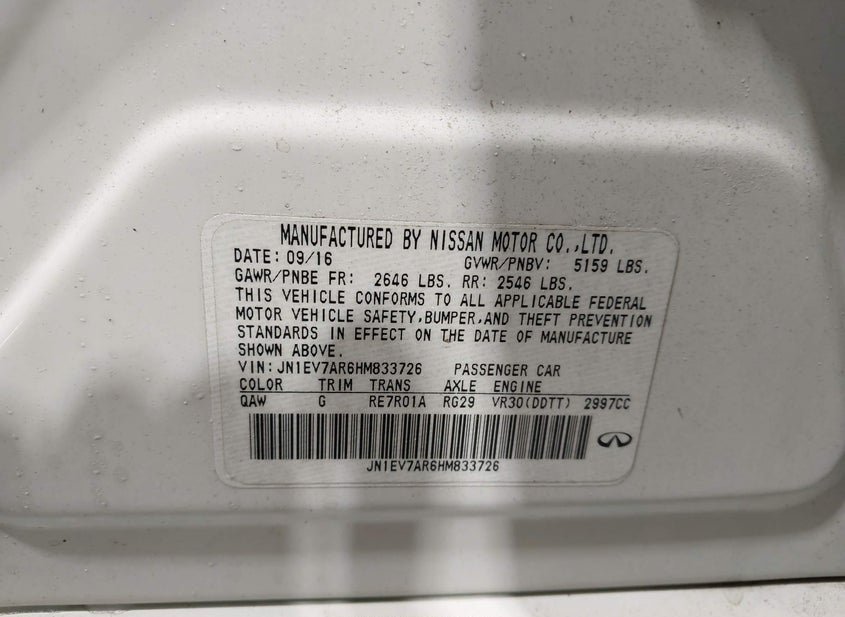 MANUFACTURED BY NISSAN MOTOR CO.,LTD.
DATE: 09/16 GVWR/PNBV: 5159 LBS.
GAWR/PNBE FR: 2646 LBS. RR: 2546 LBS.
THIS VEHICLE CONFORMS TO ALL APPLICABLE FEDERAL
MOTOR VEHICLE SAFETY,BUMPER,AND THEFT PREVENTION
STANDARDS IN EFFECT ON THE DATE OF MANUFACTURE
SHOWN ABOVE.
VIN:JN1EV7AR6HM833726 PASSENGER CAR
COLOR TRIM TRANS AXLE ENGINE
QAW G RE7R01A RG29 VR30(DDTT) 2997CC
JN1EV7AR6HM833726